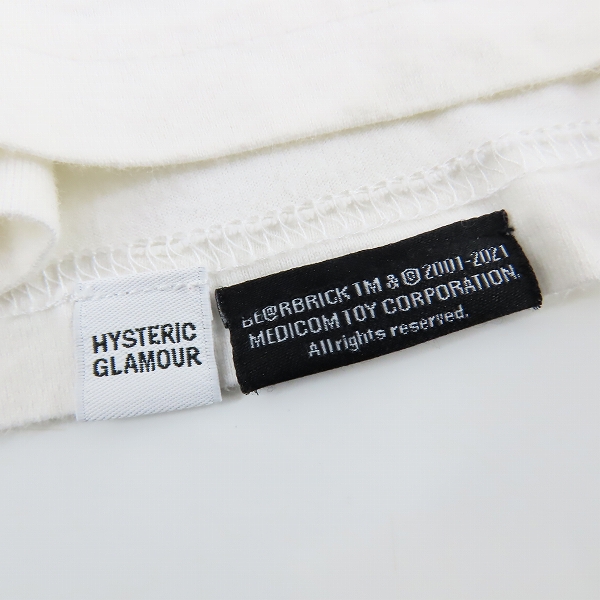 HYSTERIC
GLAMOUR
BE@RBRICK TM & © 2001-2021
MEDICOM TOY CORPORATION.
All rights reserved.